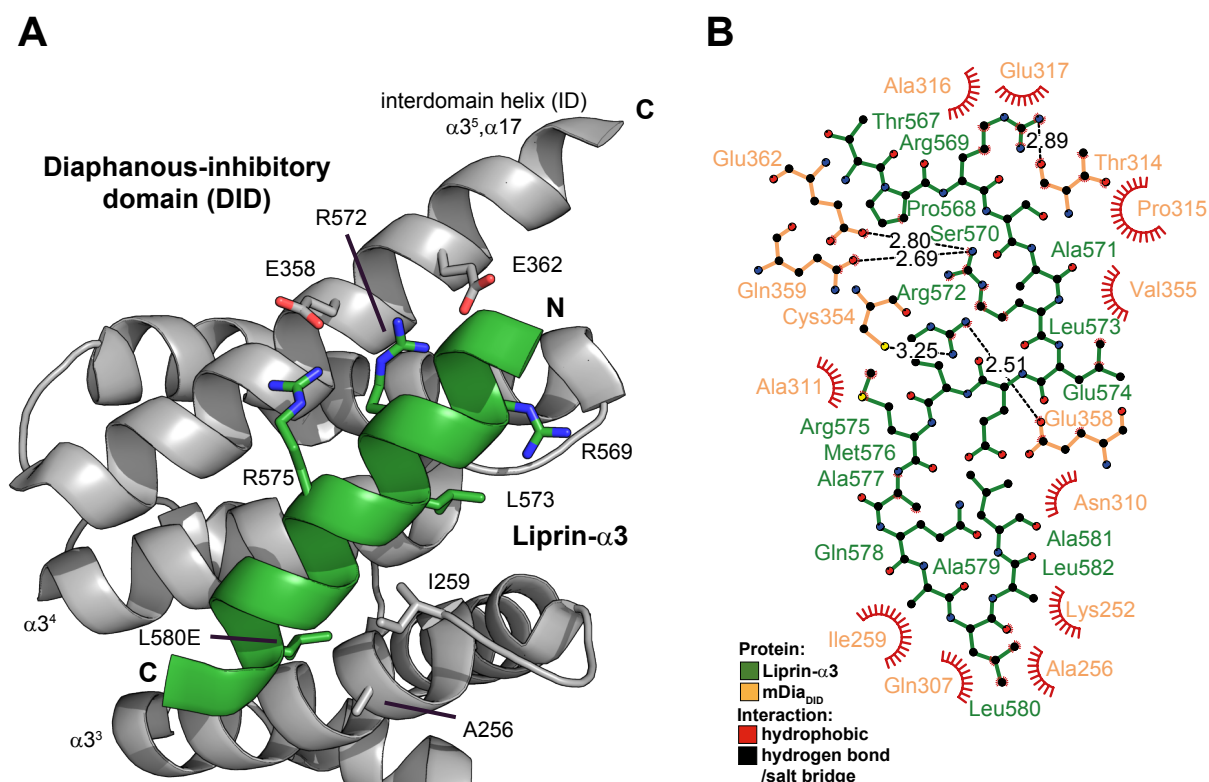 A
interdomain helix (ID)
α3⁵,α17
C
Diaphanous-inhibitory
domain (DID)
R572
E358
E362
N
R575
R569
L573
Liprin-α3
I259
α3⁴
L580E
C
A256
α3³
B
Glu317
Ala316
Thr567
Arg569
2.89
Glu362
Thr314
Pro568
Pro315
Ser570
2.80
2.69
Ala571
Gln359
Arg572
Val355
Cys354
Leu573
3.25
2.51
Ala311
Glu574
Glu358
Arg575
Met576
Ala577
Asn310
Ala581
Gln578
Ala579
Leu582
Lys252
Ile259
Ala256
Gln307
Leu580
Protein:
Liprin-α3
mDiaDID
Interaction:
hydrophobic
hydrogen bond
/salt bridge